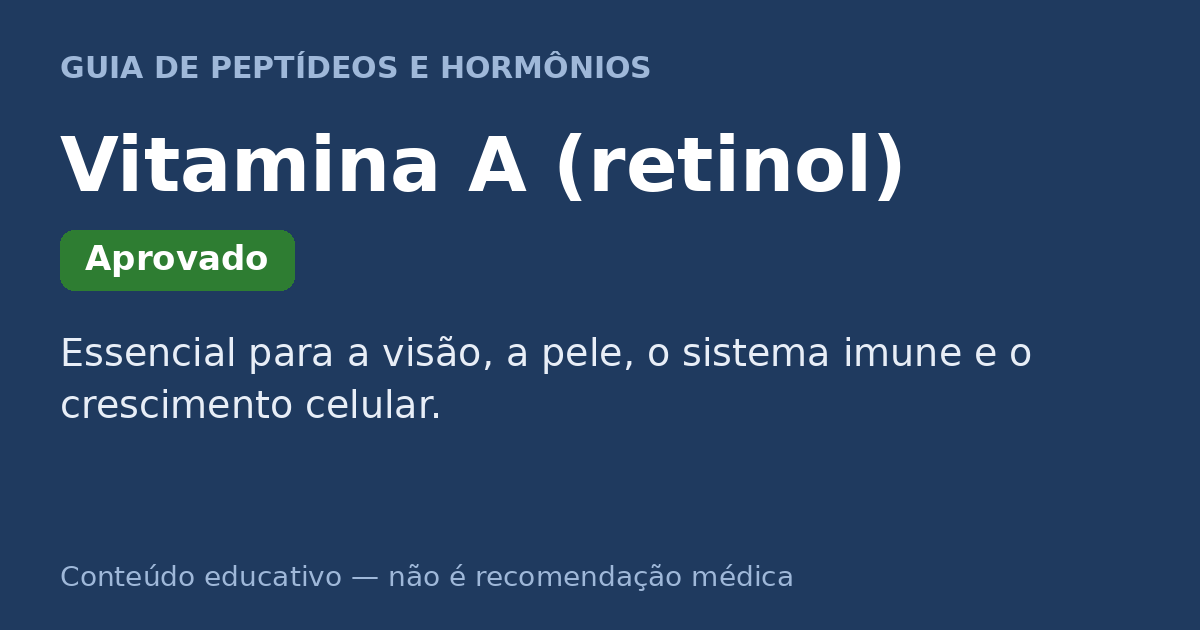 GUIA DE PEPTÍDEOS E HORMÔNIOS
Vitamina A (retinol)
Aprovado
Essencial para a visão, a pele, o sistema imune e o
crescimento celular.
Conteúdo educativo — não é recomendação médica